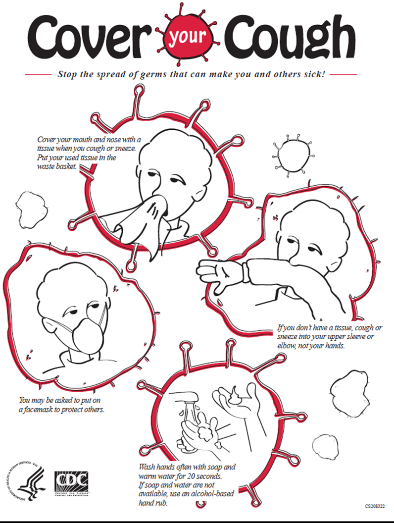 Cover your Cough
Stop the spread of germs that can make you and others sick!
Cover your mouth and nose with a
tissue when you cough or sneeze.
Put your used tissue in the
waste basket.
If you don't have a tissue, cough or
sneeze into your upper sleeve or
elbow, not your hands.
You may be asked to put on
a facemask to protect others.
Wash hands often with soap and
warm water for 20 seconds.
If soap and water are not
available, use an alcohol-based
hand rub.
CDC